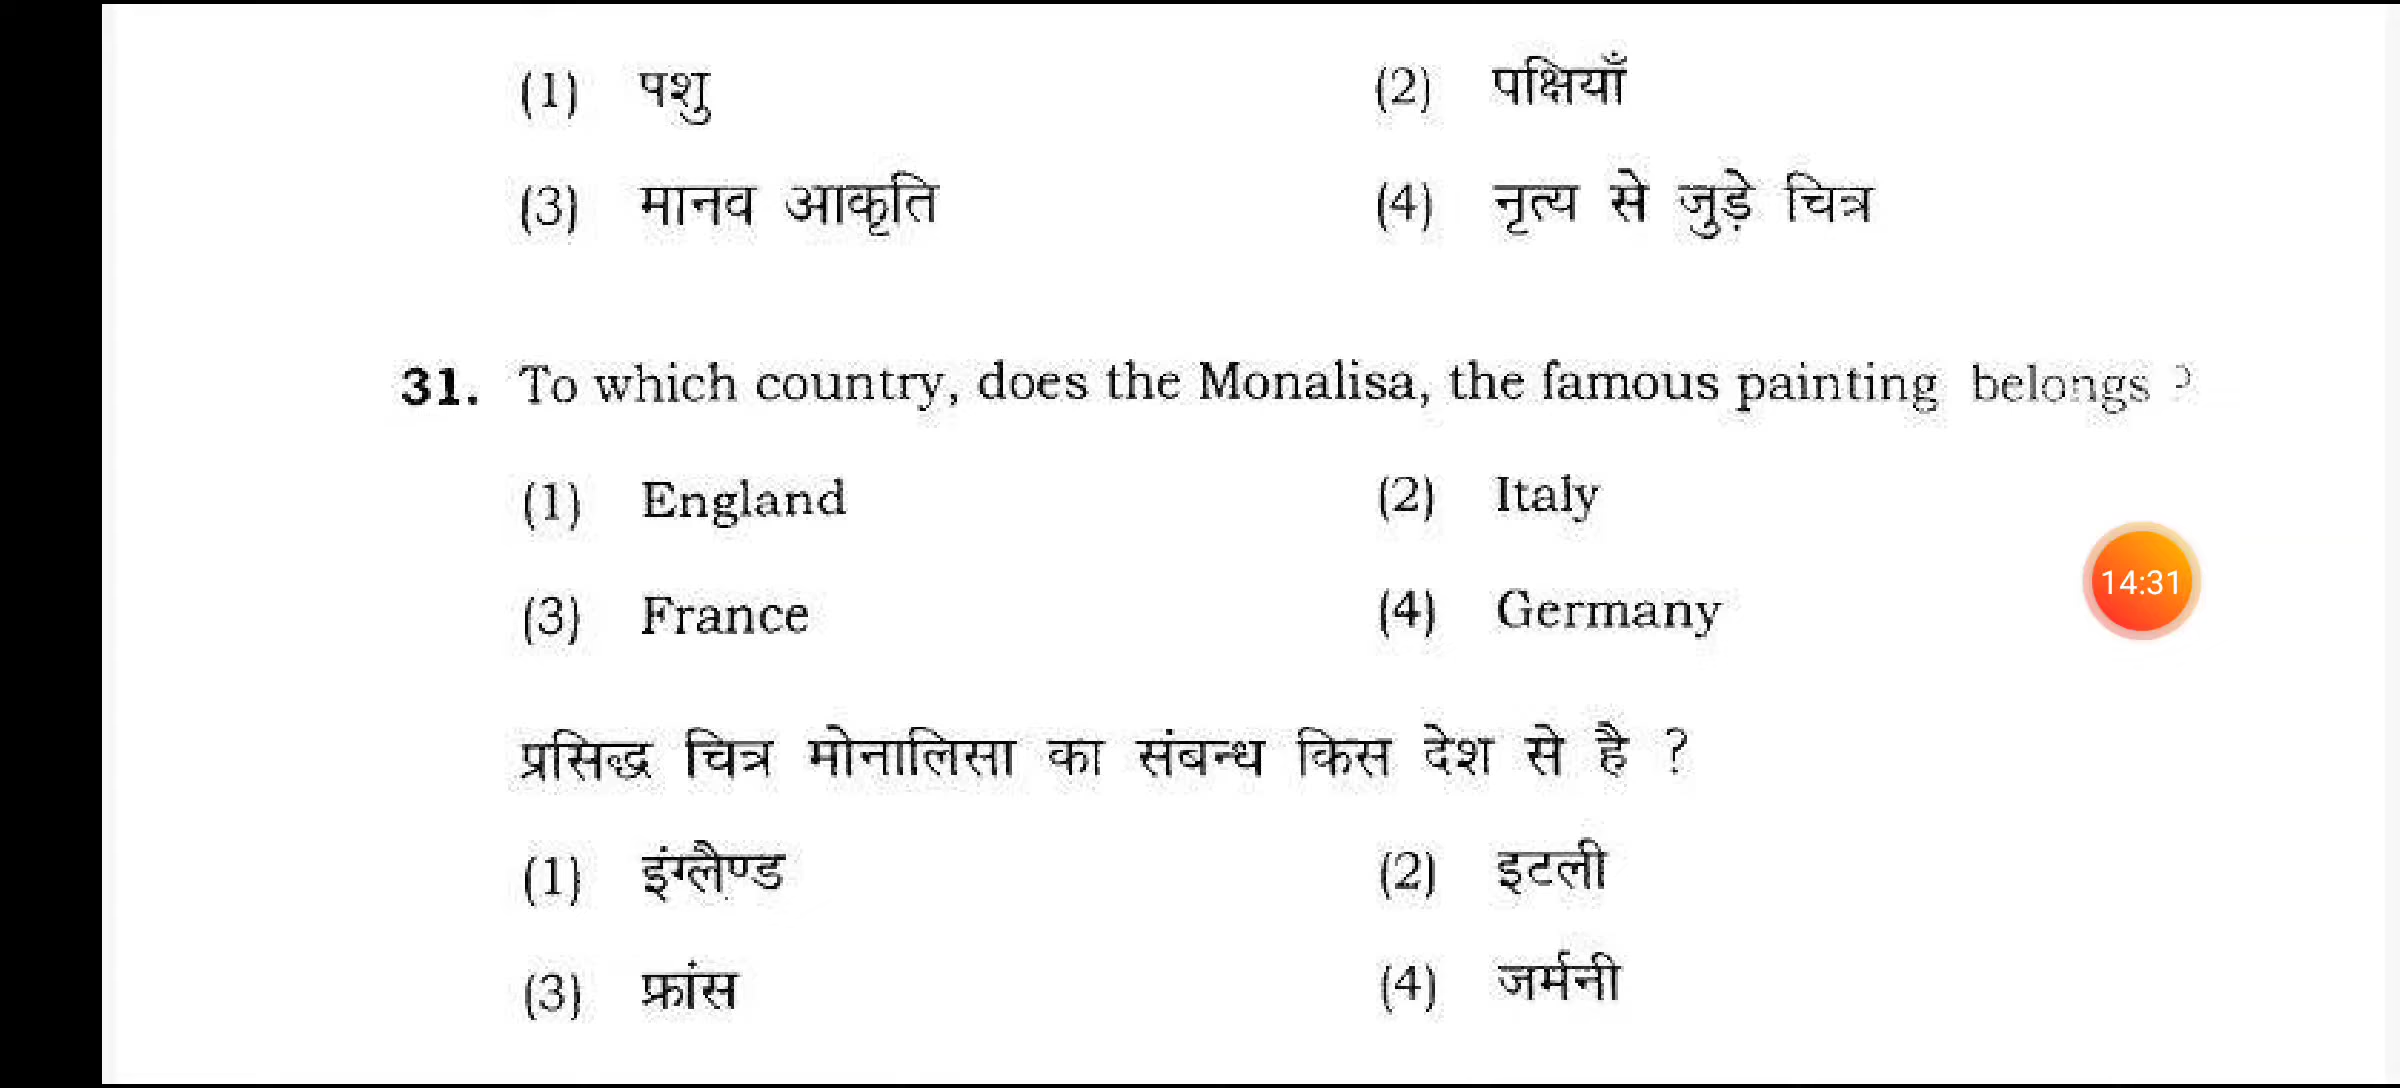 (1) पशु (2) पक्षियाँ
(3) मानव आकृति (4) नृत्य से जुड़े चित्र
31. To which country, does the Monalisa, the famous painting belongs ?
(1) England (2) Italy
(3) France (4) Germany
प्रसिद्ध चित्र मोनालिसा का संबन्ध किस देश से है ?
(1) इंग्लैण्ड (2) इटली
(3) फ्रांस (4) जर्मनी
14:31